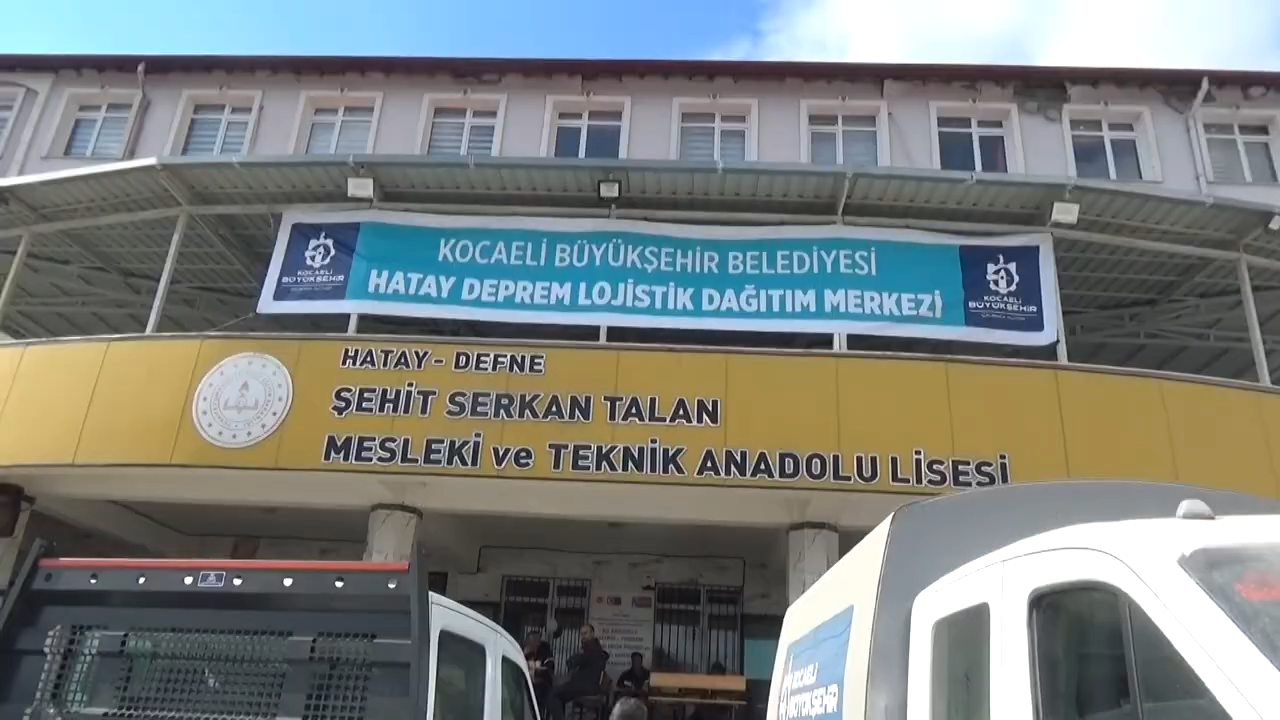 KOCAELİ BÜYÜKŞEHİR BELEDİYESİ
HATAY DEPREM LOJİSTİK DAĞITIM MERKEZİ
KOCAELİ
BÜYÜKŞEHİR
KOCAELİ
BÜYÜKŞEHİR
HATAY - DEFNE
ŞEHİT SERKAN TALAN
MESLEKİ ve TEKNİK ANADOLU LİSESİ
KOCAELİ
BÜYÜKŞEHİR